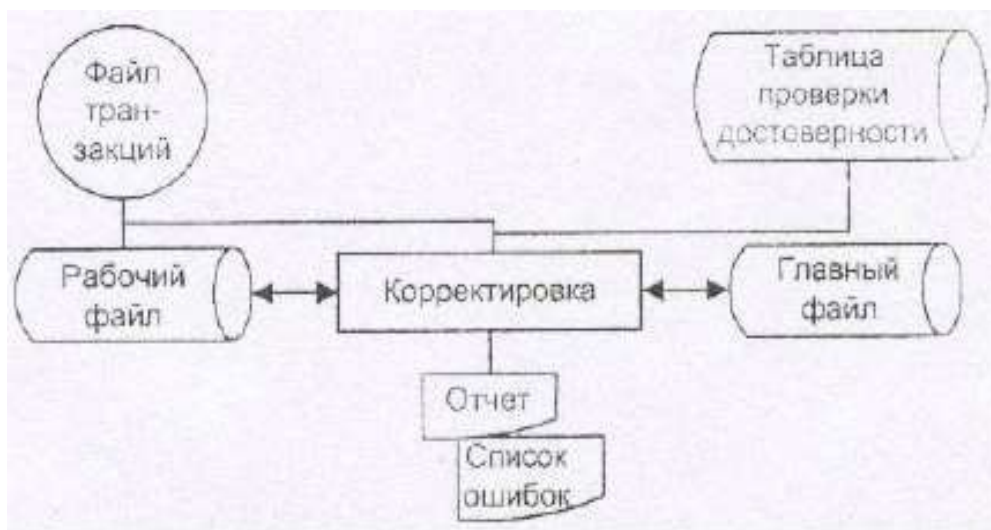 Файл
тран-
закций
Таблица
проверки
достоверности
Рабочий
файл
Корректировка
Главный
файл
Отчет
Список
ошибок